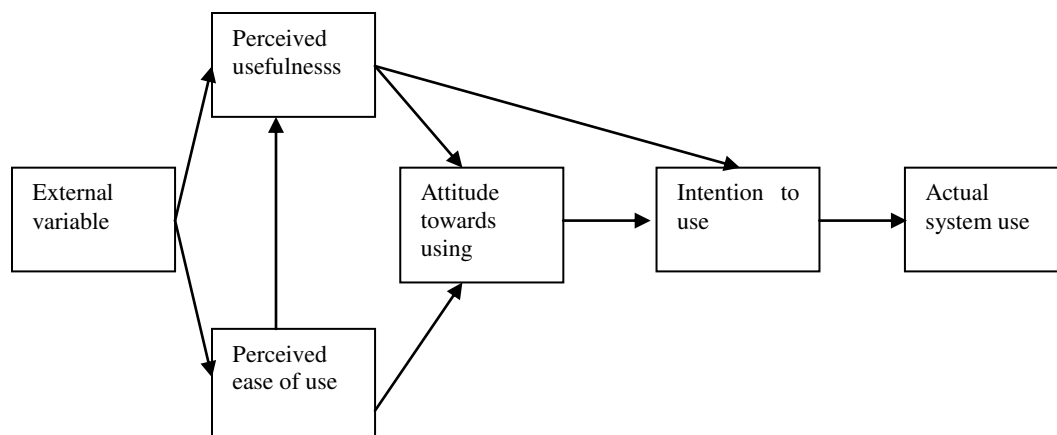 Perceived
usefulnesss
External
variable
Attitude
towards
using
Intention to
use
Actual
system use
Perceived
ease of use